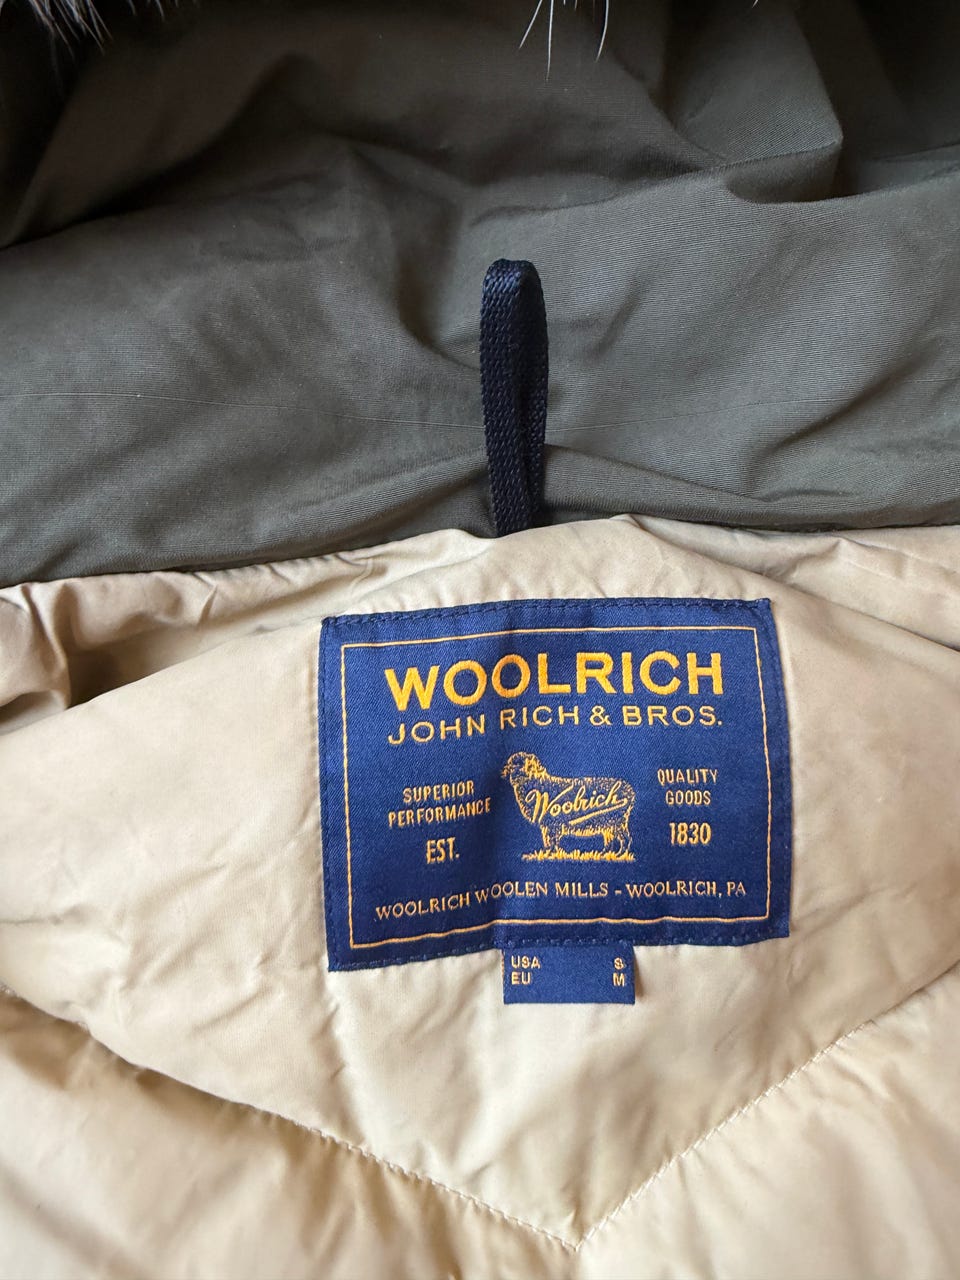 WOOLRICH
JOHN RICH & BROS.
SUPERIOR
PERFORMANCE
EST.
Woolrich
QUALITY
GOODS
1830
WOOLRICH WOOLEN MILLS - WOOLRICH, PA
USA S
EU M